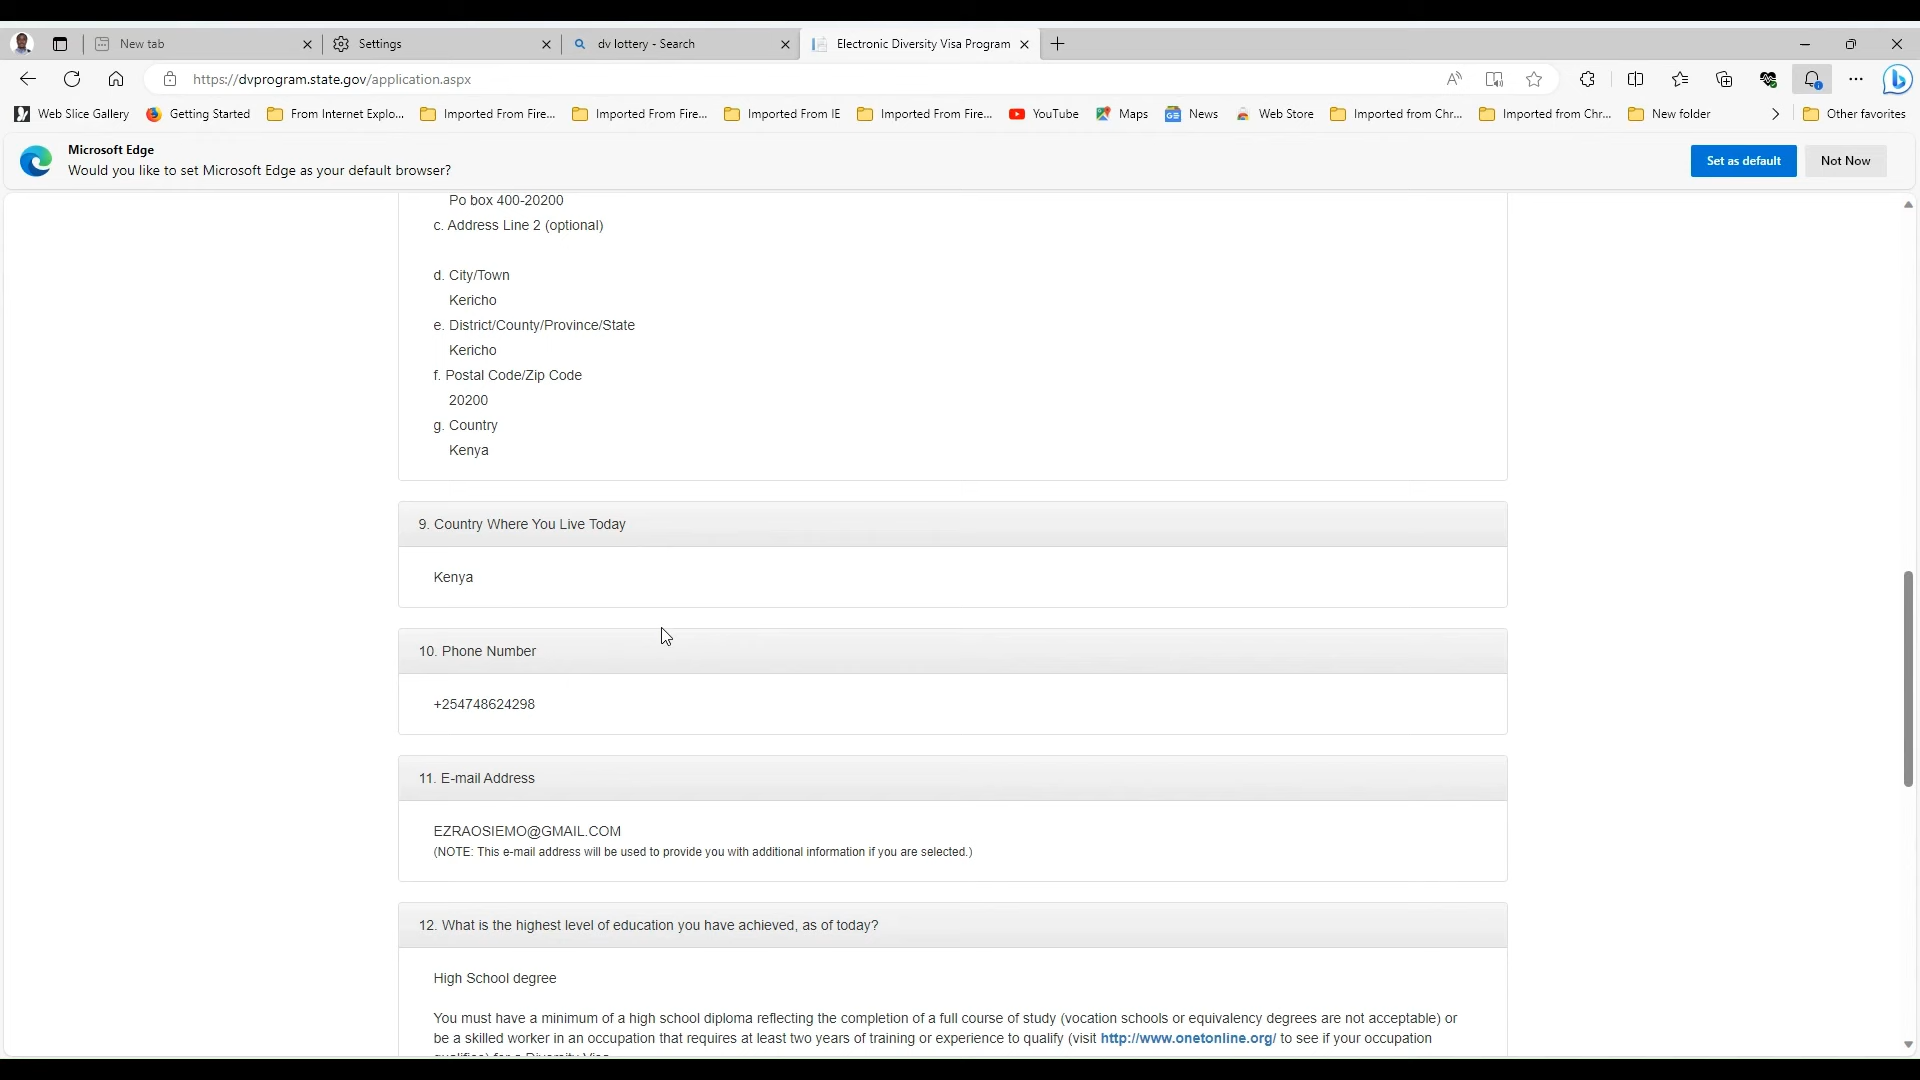 New tab
Settings
dv lottery - Search
Electronic Diversity Visa Program
https://dvprogram.state.gov/application.aspx
Web Slice Gallery
Getting Started
From Internet Explo...
Imported From Fire...
Imported From Fire...
Imported From IE
Imported From Fire...
YouTube
Maps
News
Web Store
Imported from Chr...
Imported from Chr...
New folder
Other favorites
Microsoft Edge
Would you like to set Microsoft Edge as your default browser?
Set as default
Not Now
Po box 400-20200
c. Address Line 2 (optional)
d. City/Town
Kericho
e. District/County/Province/State
Kericho
f. Postal Code/Zip Code
20200
g. Country
Kenya
9. Country Where You Live Today
Kenya
10. Phone Number
+254748624298
11. E-mail Address
EZRAOSIEMO@GMAIL.COM
(NOTE: This e-mail address will be used to provide you with additional information if you are selected.)
12. What is the highest level of education you have achieved, as of today?
High School degree
You must have a minimum of a high school diploma reflecting the completion of a full course of study (vocation schools or equivalency degrees are not acceptable) or
be a skilled worker in an occupation that requires at least two years of training or experience to qualify (visit http://www.onetonline.org/ to see if your occupation